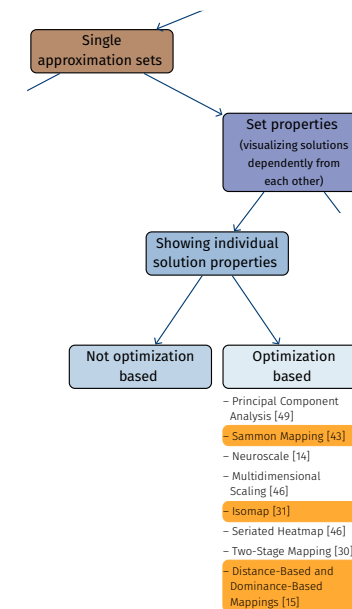 Single
approximation sets
Set properties
(visualizing solutions
dependently from
each other)
Showing individual
solution properties
Not optimization
based
Optimization
based
– Principal Component
Analysis [49]
– Sammon Mapping [43]
– Neuroscale [14]
– Multidimensional
Scaling [46]
– Isomap [31]
– Seriated Heatmap [46]
– Two-Stage Mapping [30]
– Distance-Based and
Dominance-Based
Mappings [15]